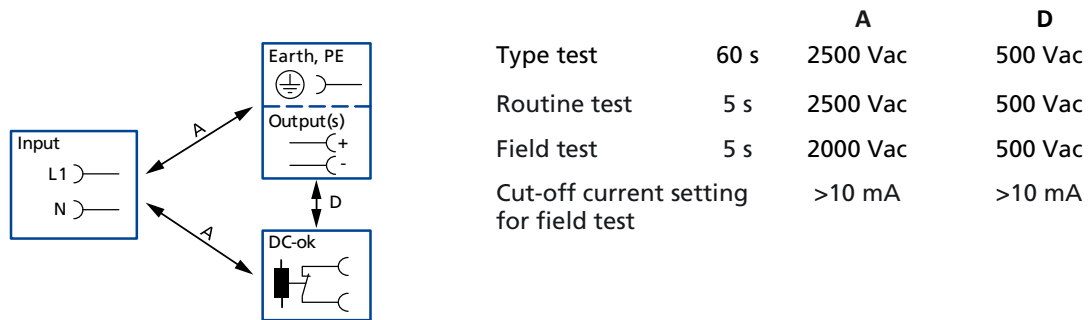 Earth, PE
Output(s)
+
-
Input
L1
N
A
A
D
DC-ok
A D
Type test 60 s 2500 Vac 500 Vac
Routine test 5 s 2500 Vac 500 Vac
Field test 5 s 2000 Vac 500 Vac
Cut-off current setting >10 mA >10 mA
for field test